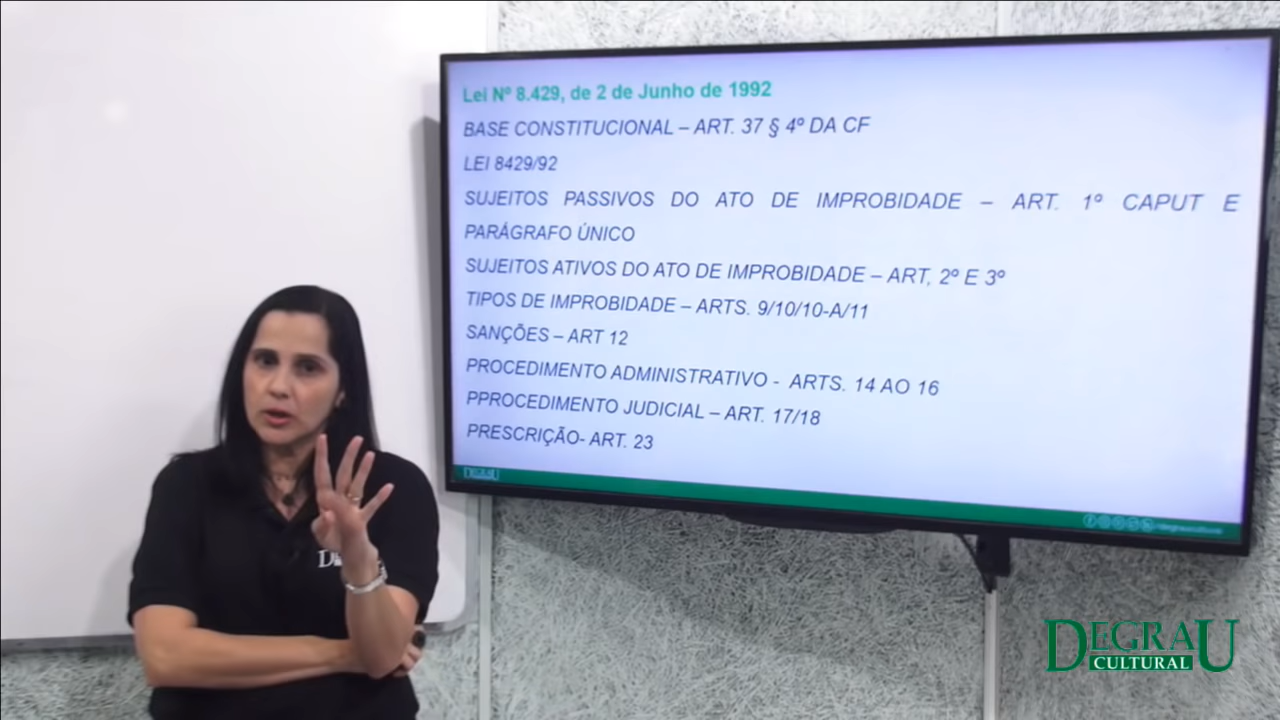 Lei Nº 8.429, de 2 de Junho de 1992
BASE CONSTITUCIONAL – ART. 37 § 4º DA CF
LEI 8429/92
SUJEITOS PASSIVOS DO ATO DE IMPROBIDADE – ART. 1º CAPUT E
PARÁGRAFO ÚNICO
SUJEITOS ATIVOS DO ATO DE IMPROBIDADE – ART, 2º E 3º
TIPOS DE IMPROBIDADE – ARTS. 9/10/10-A/11
SANÇÕES – ART 12
PROCEDIMENTO ADMINISTRATIVO - ARTS. 14 AO 16
PPROCEDIMENTO JUDICIAL – ART. 17/18
PRESCRIÇÃO- ART. 23
DEGRAU
DEGRAU
CULTURAL